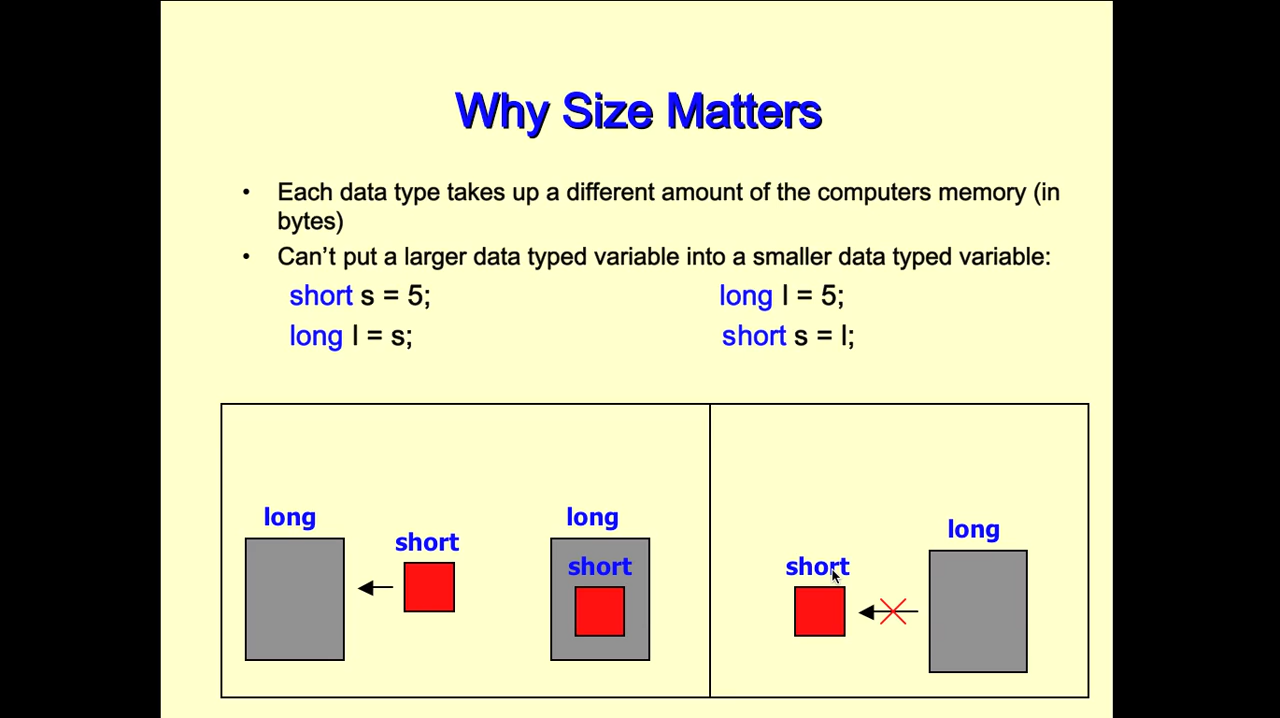 Why Size Matters
• Each data type takes up a different amount of the computers memory (in
bytes)
• Can’t put a larger data typed variable into a smaller data typed variable:
short s = 5;
long l = s;
long l = 5;
short s = l;
long
short
long
short
short
long